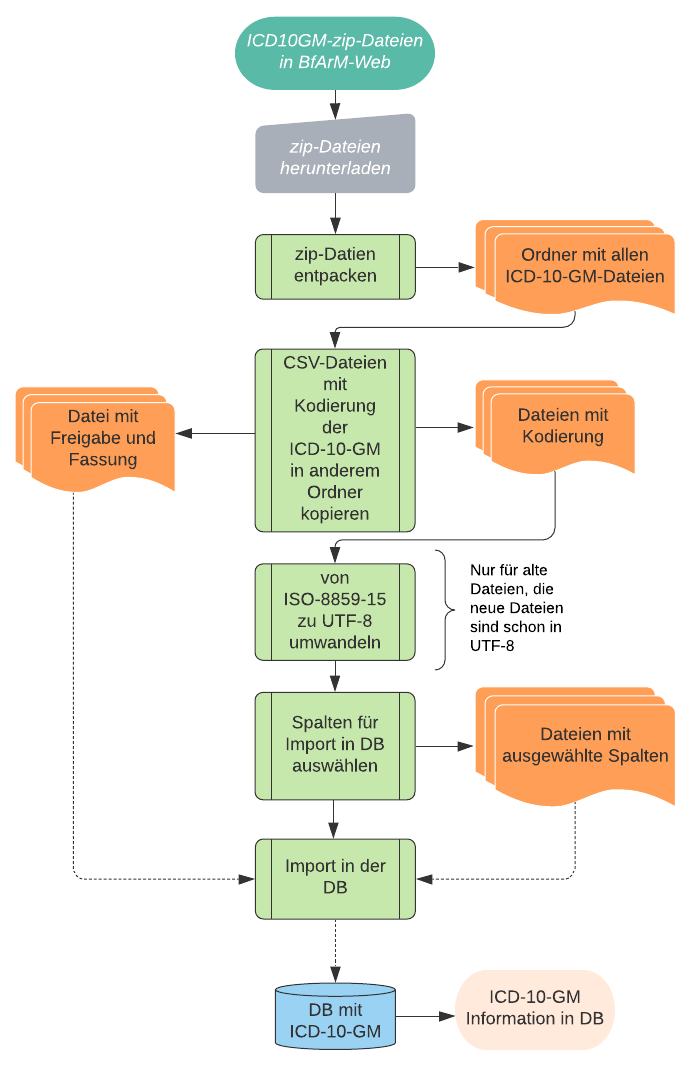 ICD10GM-zip-Dateien
in BfArM-Web
zip-Dateien
herunterladen
zip-Datien
entpacken
Ordner mit allen
ICD-10-GM-Dateien
CSV-Dateien
mit
Kodierung
der
ICD-10-GM
in anderem
Ordner
kopieren
Datei mit
Freigabe und
Fassung
Dateien mit
Kodierung
von
ISO-8859-15
zu UTF-8
umwandeln
Nur für alte
Dateien, die
neue Dateien
sind schon in
UTF-8
Spalten für
Import in DB
auswählen
Dateien mit
ausgewählte Spalten
Import in der
DB
DB mit
ICD-10-GM
ICD-10-GM
Information in DB